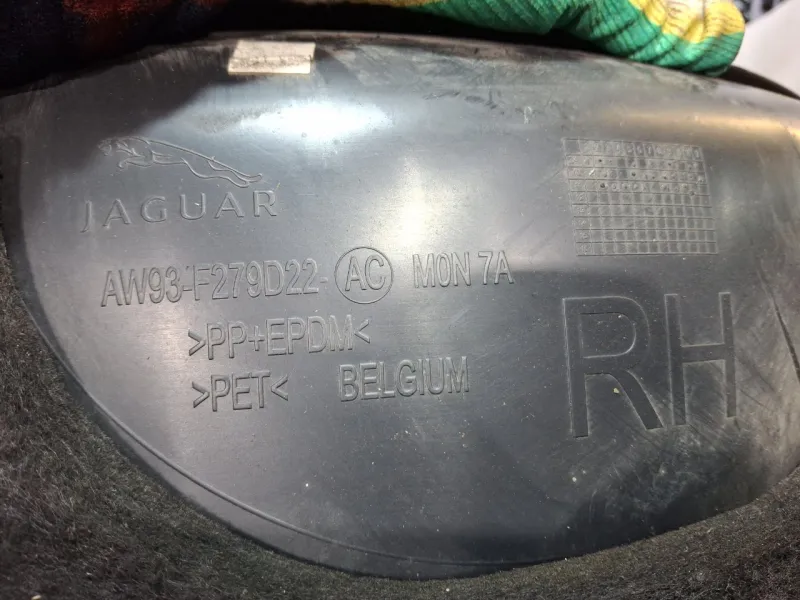 JAGUAR
AW93-F279D22- AC M0N 7A
>PP+EPDM<
>PET< BELGIUM
RH